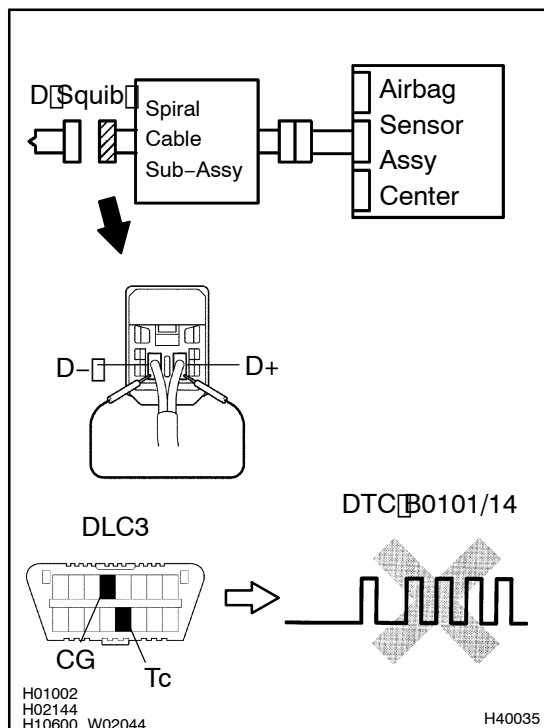 D Squib
Spiral
Cable
Sub-Assy
Airbag
Sensor
Assy
Center
D-
D+
DLC3
DTC B0101/14
CG
Tc
H01002
H02144
H10600 W02044
H40035